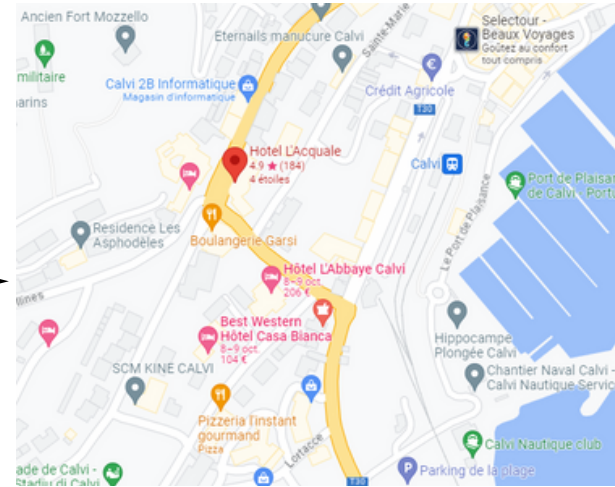 Ancien Fort Mozzello
Eternails manucure Calvi
Sainte-Marie
Selectour -
Beaux Voyages
Goûtez au confort
tout compris
militaire
arins
Calvi 2B Informatique
Magasin d'informatique
Crédit Agricole
T30
Hotel L'Acquale
4.9 ★ (184)
4 étoiles
Calvi
Port de Plaisan
de Calvi - Portu
Le Port de Plaisance
Residence Les
Asphodèles
Boulangerie Garsi
Hôtel L'Abbaye Calvi
8–9 oct.
206 €
llines
Best Western
Hôtel Casa Bianca
8–9 oct.
104 €
Hippocampe
Plongée Calvi
SCM KINE CALVI
Chantier Naval Calvi -
Calvi Nautique Servic
Pizzeria l'instant
gourmand
Pizza
Lortacce
Calvi Nautique club
ade de Calvi -
Stadiu di Calvi
T30
Parking de la plage